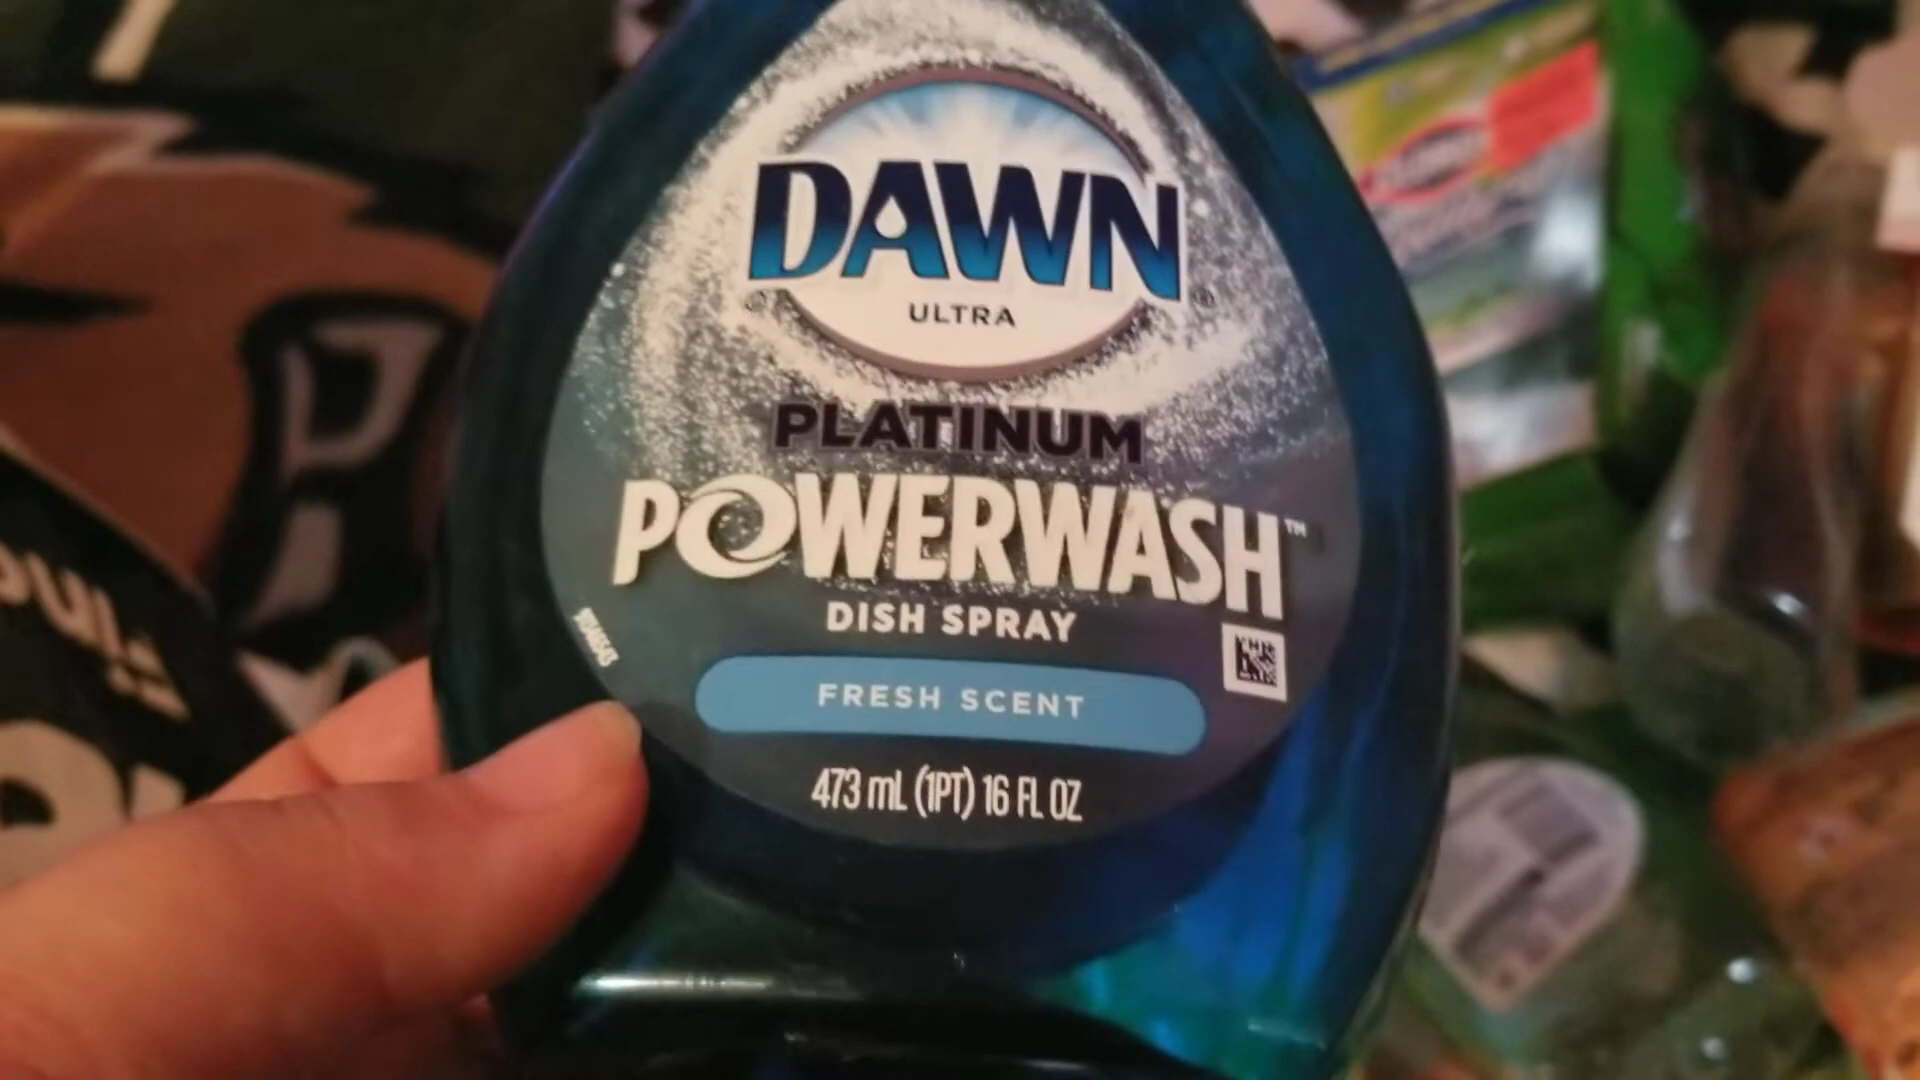 DAWN
ULTRA
PLATINUM
POWERWASH™
DISH SPRAY
FRESH SCENT
473 mL (1PT) 16 FL OZ